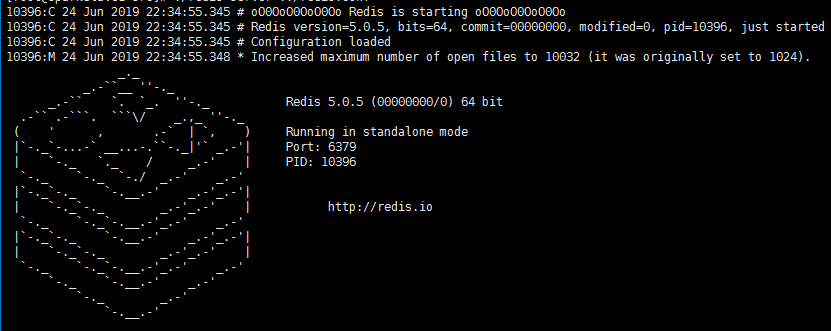 10396:C 24 Jun 2019 22:34:55.345 # oO0OoO0OoO0Oo Redis is starting oO0OoO0OoO0Oo
10396:C 24 Jun 2019 22:34:55.345 # Redis version=5.0.5, bits=64, commit=00000000, modified=0, pid=10396, just started
10396:C 24 Jun 2019 22:34:55.345 # Configuration loaded
10396:M 24 Jun 2019 22:34:55.348 * Increased maximum number of open files to 10032 (it was originally set to 1024).
Redis 5.0.5 (00000000/0) 64 bit
Running in standalone mode
Port: 6379
PID: 10396
http://redis.io